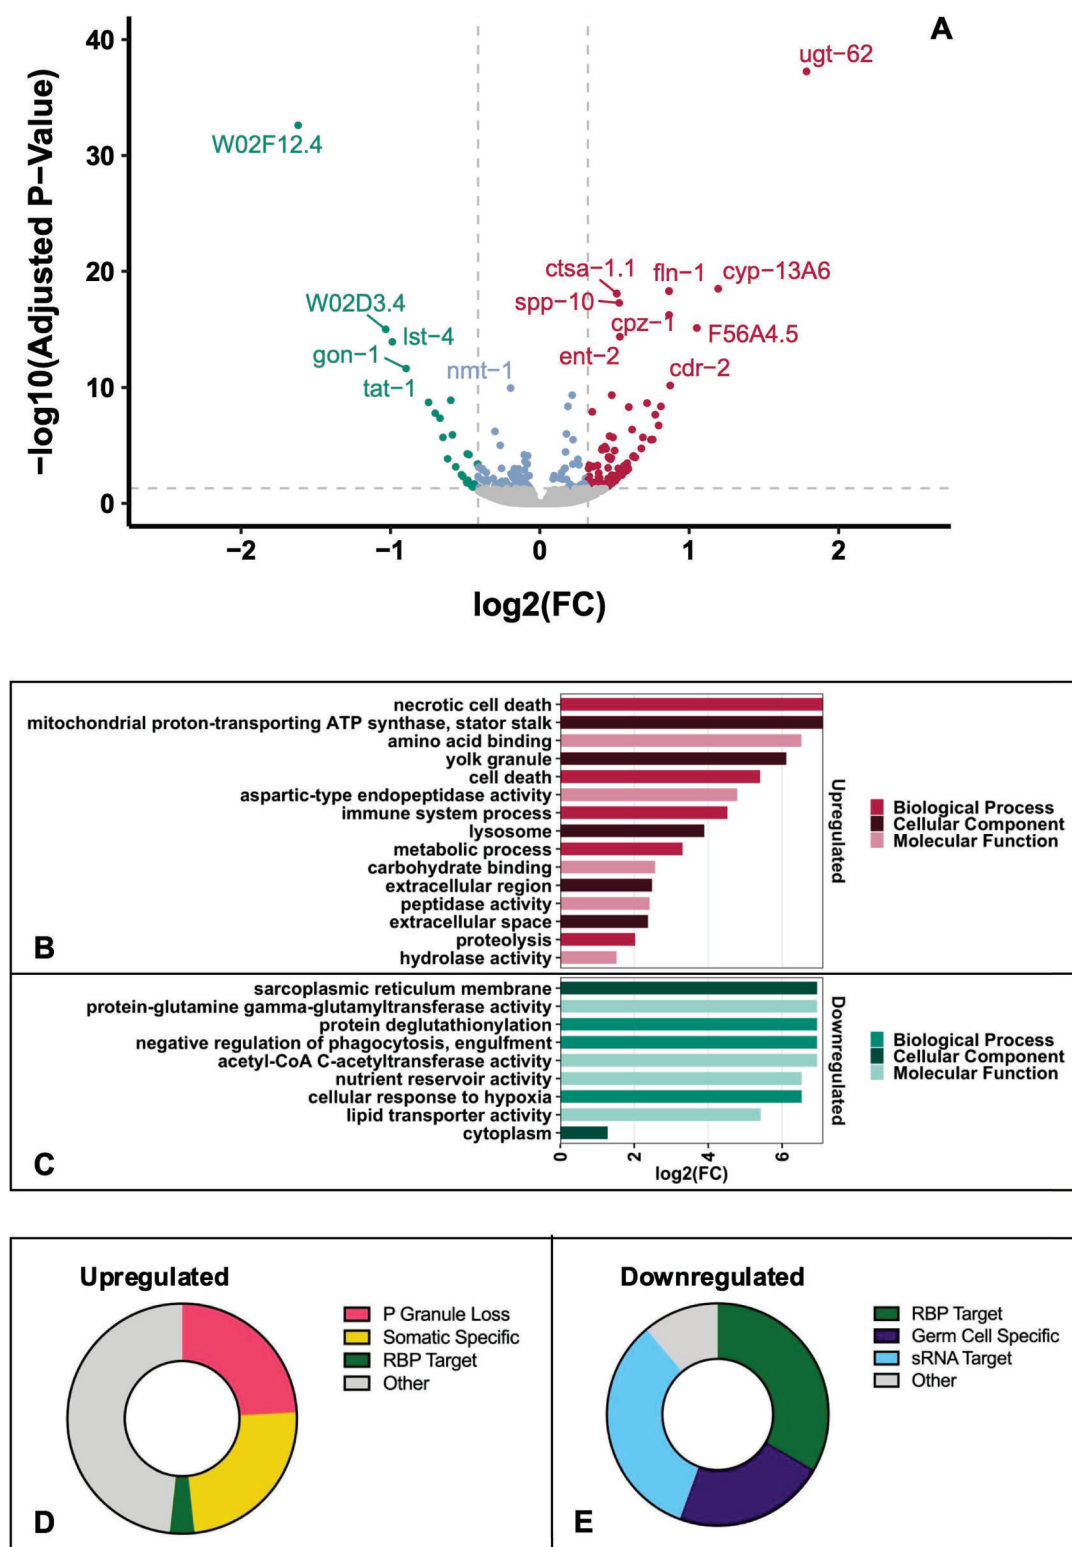 A
−log10(Adjusted P−Value)
40
30
20
10
0
ugt−62
W02F12.4
ctsa−1.1
fln−1
cyp−13A6
spp−10
W02D3.4
cpz−1
F56A4.5
lst−4
gon−1
ent−2
cdr−2
nmt−1
tat−1
−2
−1
0
1
2
log2(FC)
necrotic cell death
mitochondrial proton-transporting ATP synthase, stator stalk
amino acid binding
yolk granule
cell death
aspartic-type endopeptidase activity
immune system process
lysosome
metabolic process
carbohydrate binding
extracellular region
peptidase activity
extracellular space
proteolysis
hydrolase activity
Upregulated
Biological Process
Cellular Component
Molecular Function
B
sarcoplasmic reticulum membrane
protein-glutamine gamma-glutamyltransferase activity
protein deglutathionylation
negative regulation of phagocytosis, engulfment
acetyl-CoA C-acetyltransferase activity
nutrient reservoir activity
cellular response to hypoxia
lipid transporter activity
cytoplasm
Downregulated
Biological Process
Cellular Component
Molecular Function
0
2
4
6
log2(FC)
C
Upregulated
P Granule Loss
Somatic Specific
RBP Target
Other
D
Downregulated
RBP Target
Germ Cell Specific
sRNA Target
Other
E